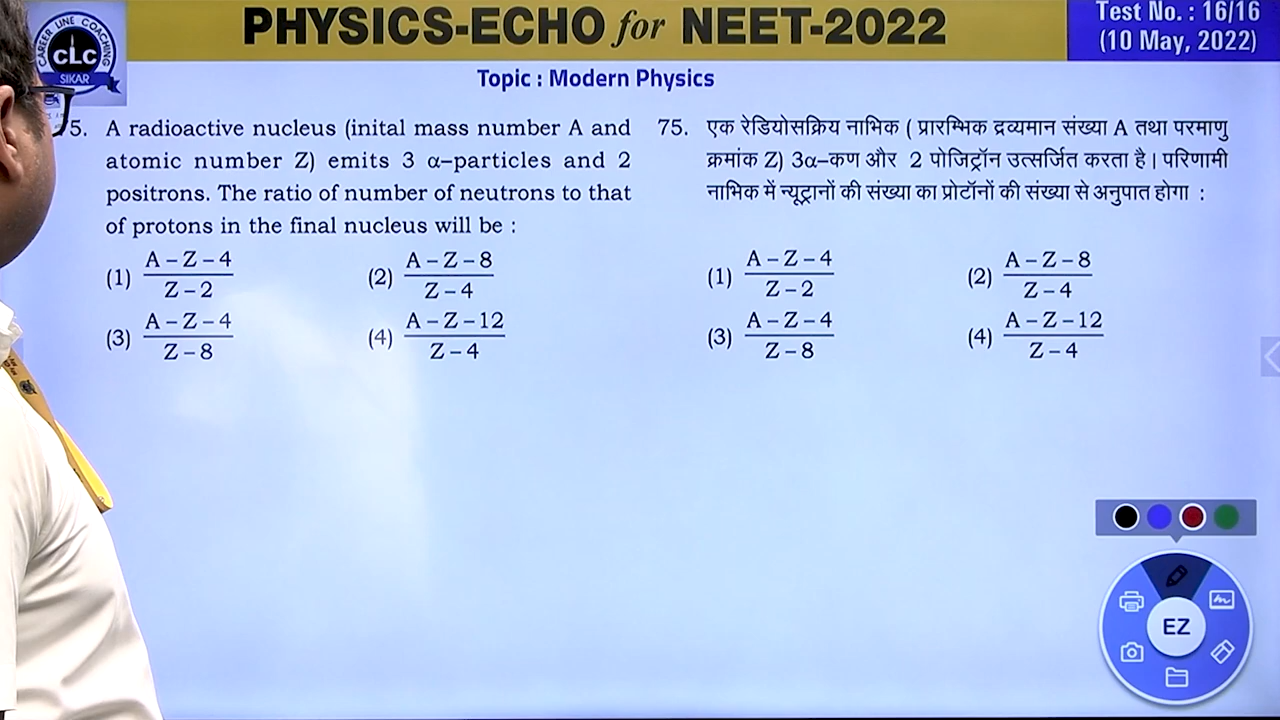 PHYSICS-ECHO for NEET-2022
Test No. : 16/16
(10 May, 2022)
CAREER LINE COACHING
CLC
SIKAR
Topic : Modern Physics
5. A radioactive nucleus (inital mass number A and
atomic number Z) emits 3 α–particles and 2
positrons. The ratio of number of neutrons to that
of protons in the final nucleus will be :
(1) A – Z – 4 / Z – 2
(2) A – Z – 8 / Z – 4
(3) A – Z – 4 / Z – 8
(4) A – Z – 12 / Z – 4
75. एक रेडियोसक्रिय नाभिक ( प्रारम्भिक द्रव्यमान संख्या A तथा परमाणु
क्रमांक Z) 3α–कण और 2 पोजिट्रॉन उत्सर्जित करता है। परिणामी
नाभिक में न्यूट्रानों की संख्या का प्रोटॉनों की संख्या से अनुपात होगा :
(1) A – Z – 4 / Z – 2
(2) A – Z – 8 / Z – 4
(3) A – Z – 4 / Z – 8
(4) A – Z – 12 / Z – 4
EZ